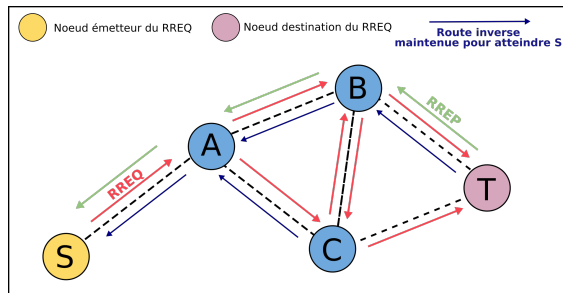 Noeud émetteur du RREQ
Noeud destination du RREQ
Route inverse
maintenue pour atteindre S
B
RREP
A
RREQ
T
C
S